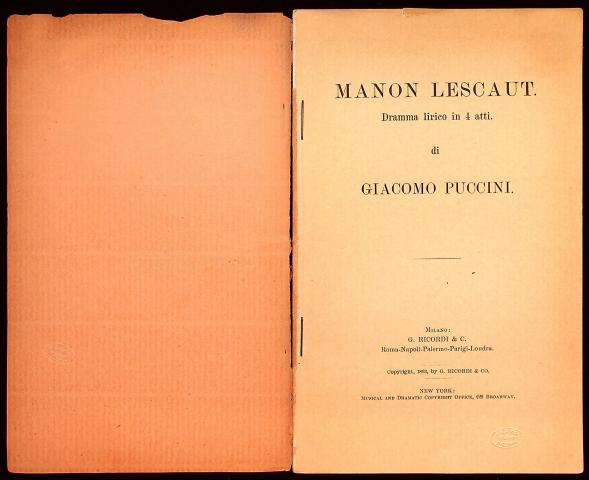 MANON LESCAUT.
Dramma lirico in 4 atti.
di
GIACOMO PUCCINI.
Milano:
G. RICORDI & C.
Roma-Napoli-Palermo-Parigi-Londra.
Copyright, 1893, by G. RICORDI & CO.
NEW YORK:
Musical and Dramatic Copyright Office, Broadway.